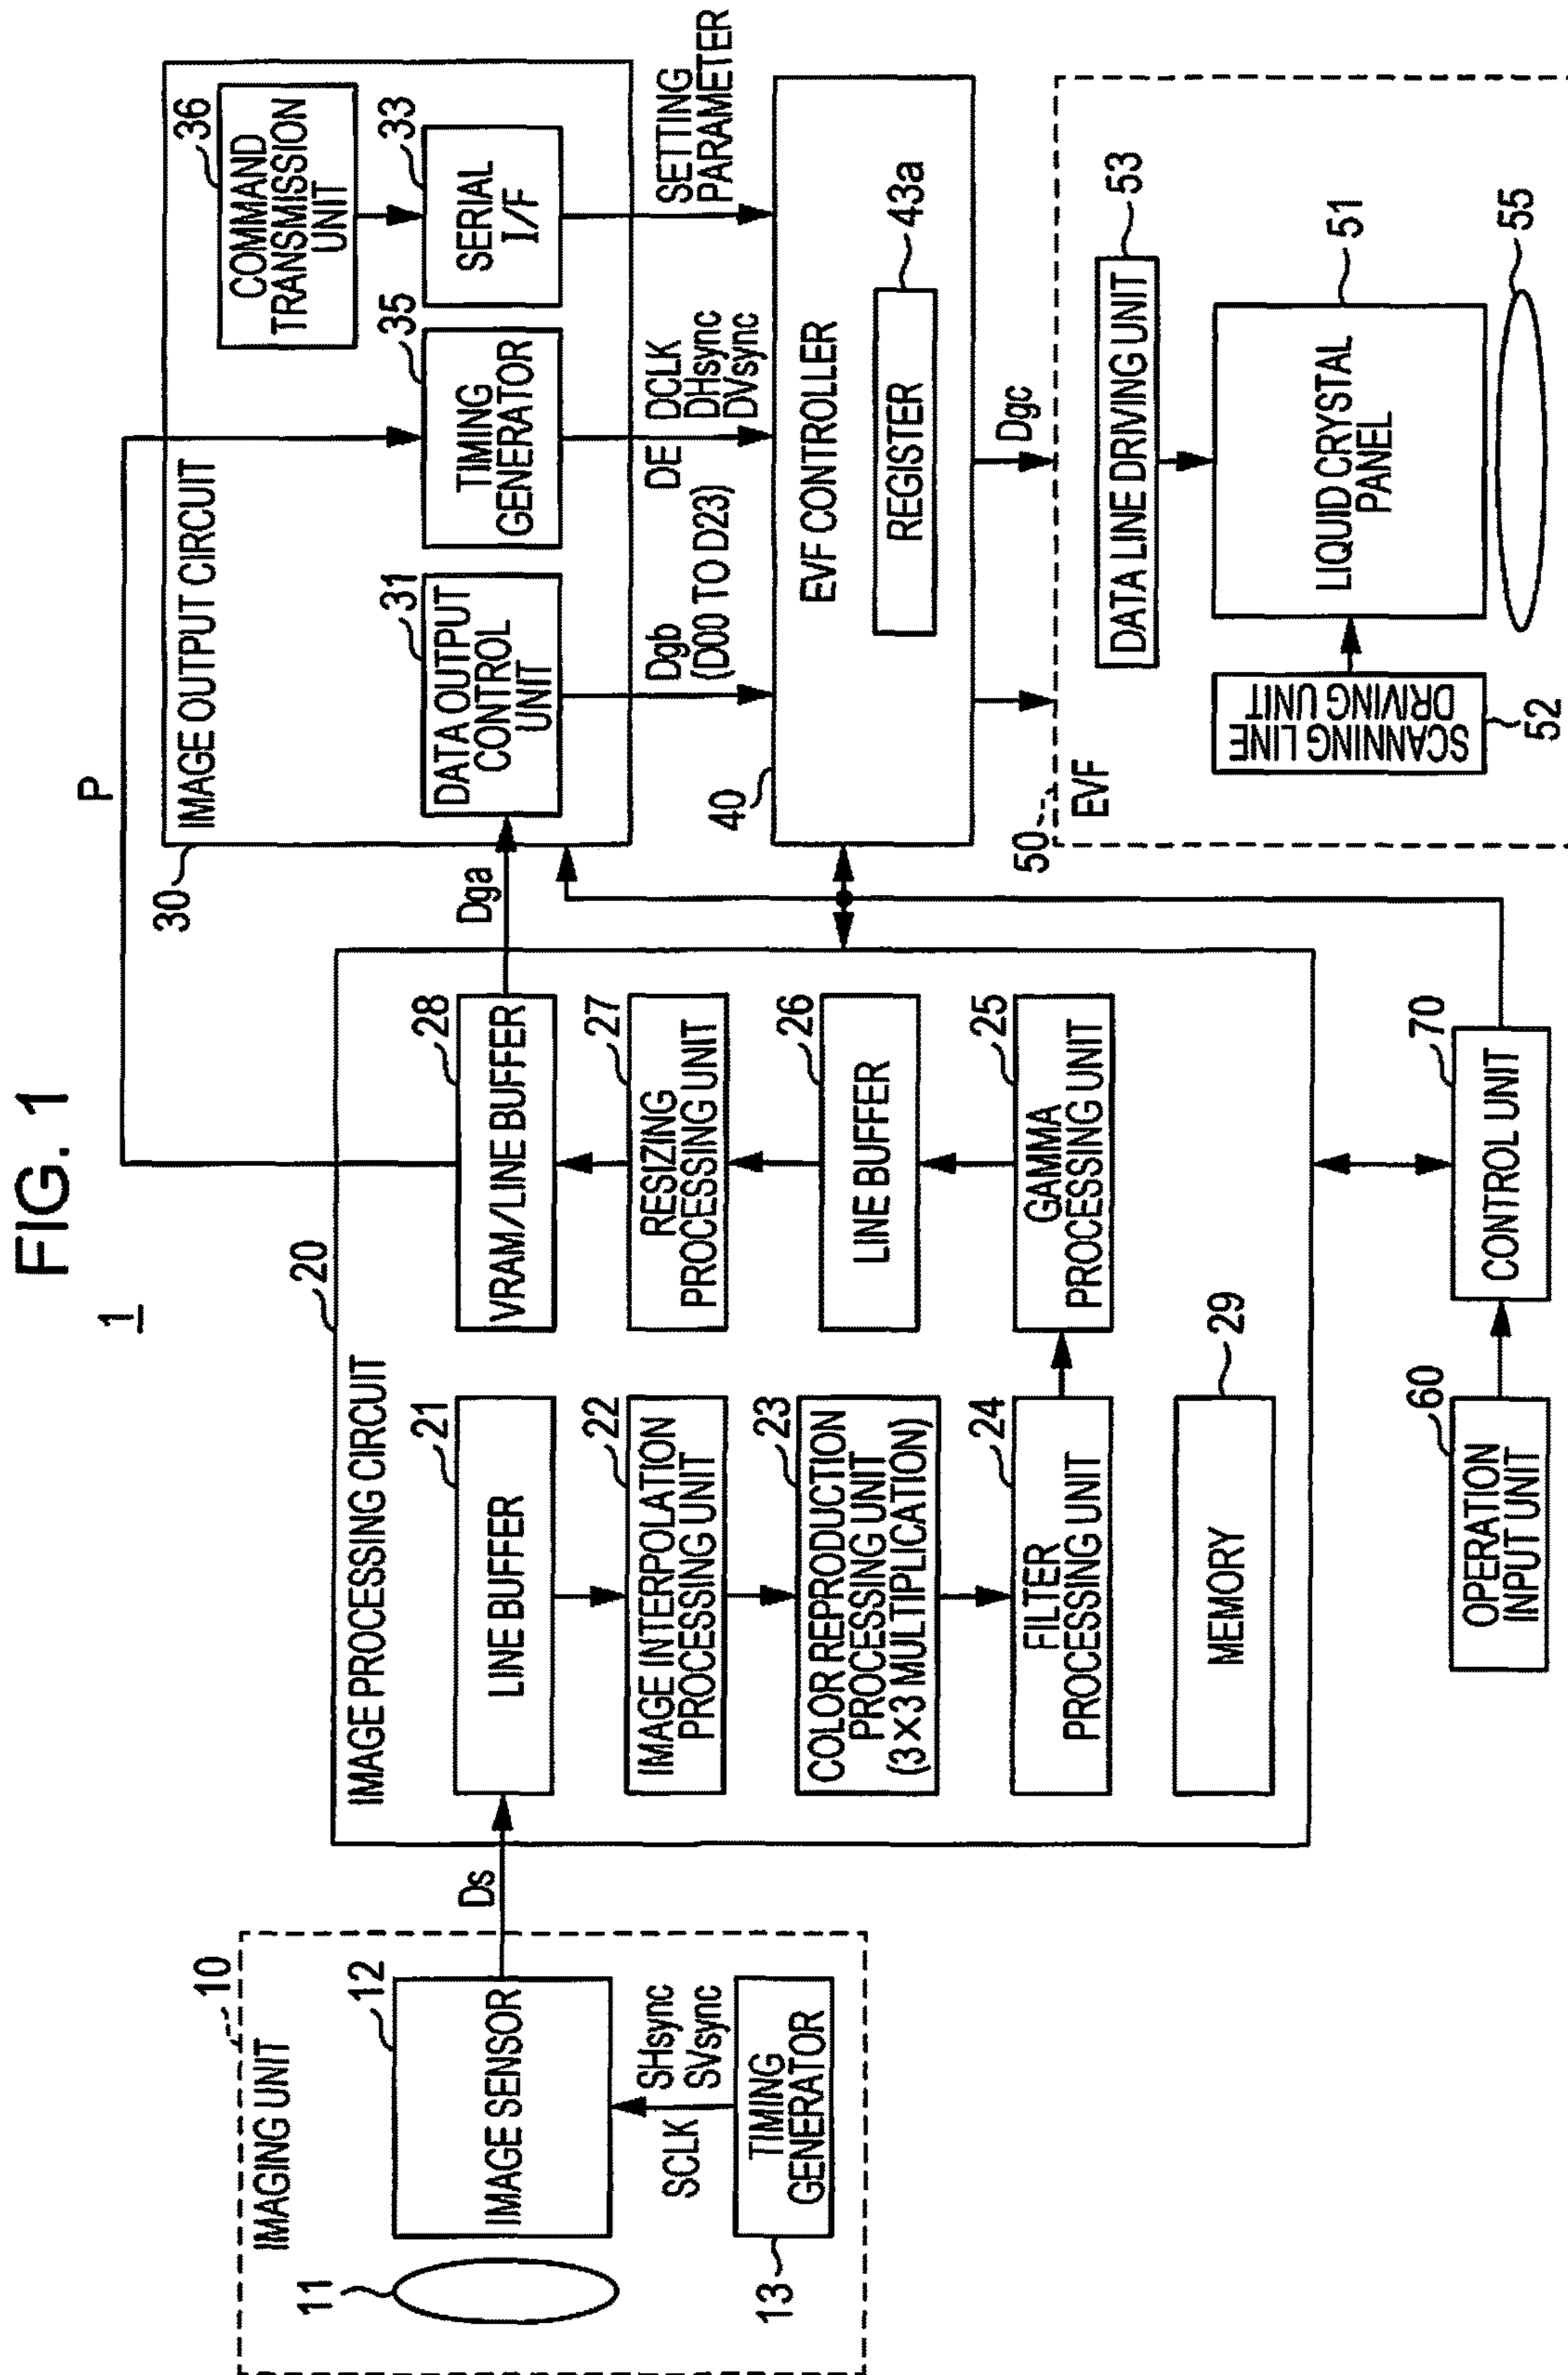 FIG. 1
1
10
IMAGING UNIT
11
12
IMAGE SENSOR
SCLK
SHsync
SVsync
13
TIMING
GENERATOR
Ds
20
IMAGE PROCESSING CIRCUIT
21
LINE BUFFER
22
IMAGE INTERPOLATION
PROCESSING UNIT
23
COLOR REPRODUCTION
PROCESSING UNIT
(3×3 MULTIPLICATION)
24
FILTER
PROCESSING UNIT
MEMORY
29
28
VRAM/LINE BUFFER
27
RESIZING
PROCESSING UNIT
26
LINE BUFFER
25
GAMMA
PROCESSING UNIT
60
OPERATION
INPUT UNIT
70
CONTROL UNIT
P
Dga
30
IMAGE OUTPUT CIRCUIT
31
DATA OUTPUT
CONTROL
UNIT
35
TIMING
GENERATOR
36
COMMAND
TRANSMISSION
UNIT
33
SERIAL
I/F
Dgb
(D00 TO D23)
DE
DCLK
DHsync
DVsync
SETTING
PARAMETER
40
EVF CONTROLLER
REGISTER
43a
Dgc
50
EVF
DATA LINE DRIVING UNIT
53
SCANNING LINE
DRIVING UNIT
52
LIQUID CRYSTAL
PANEL
51
55